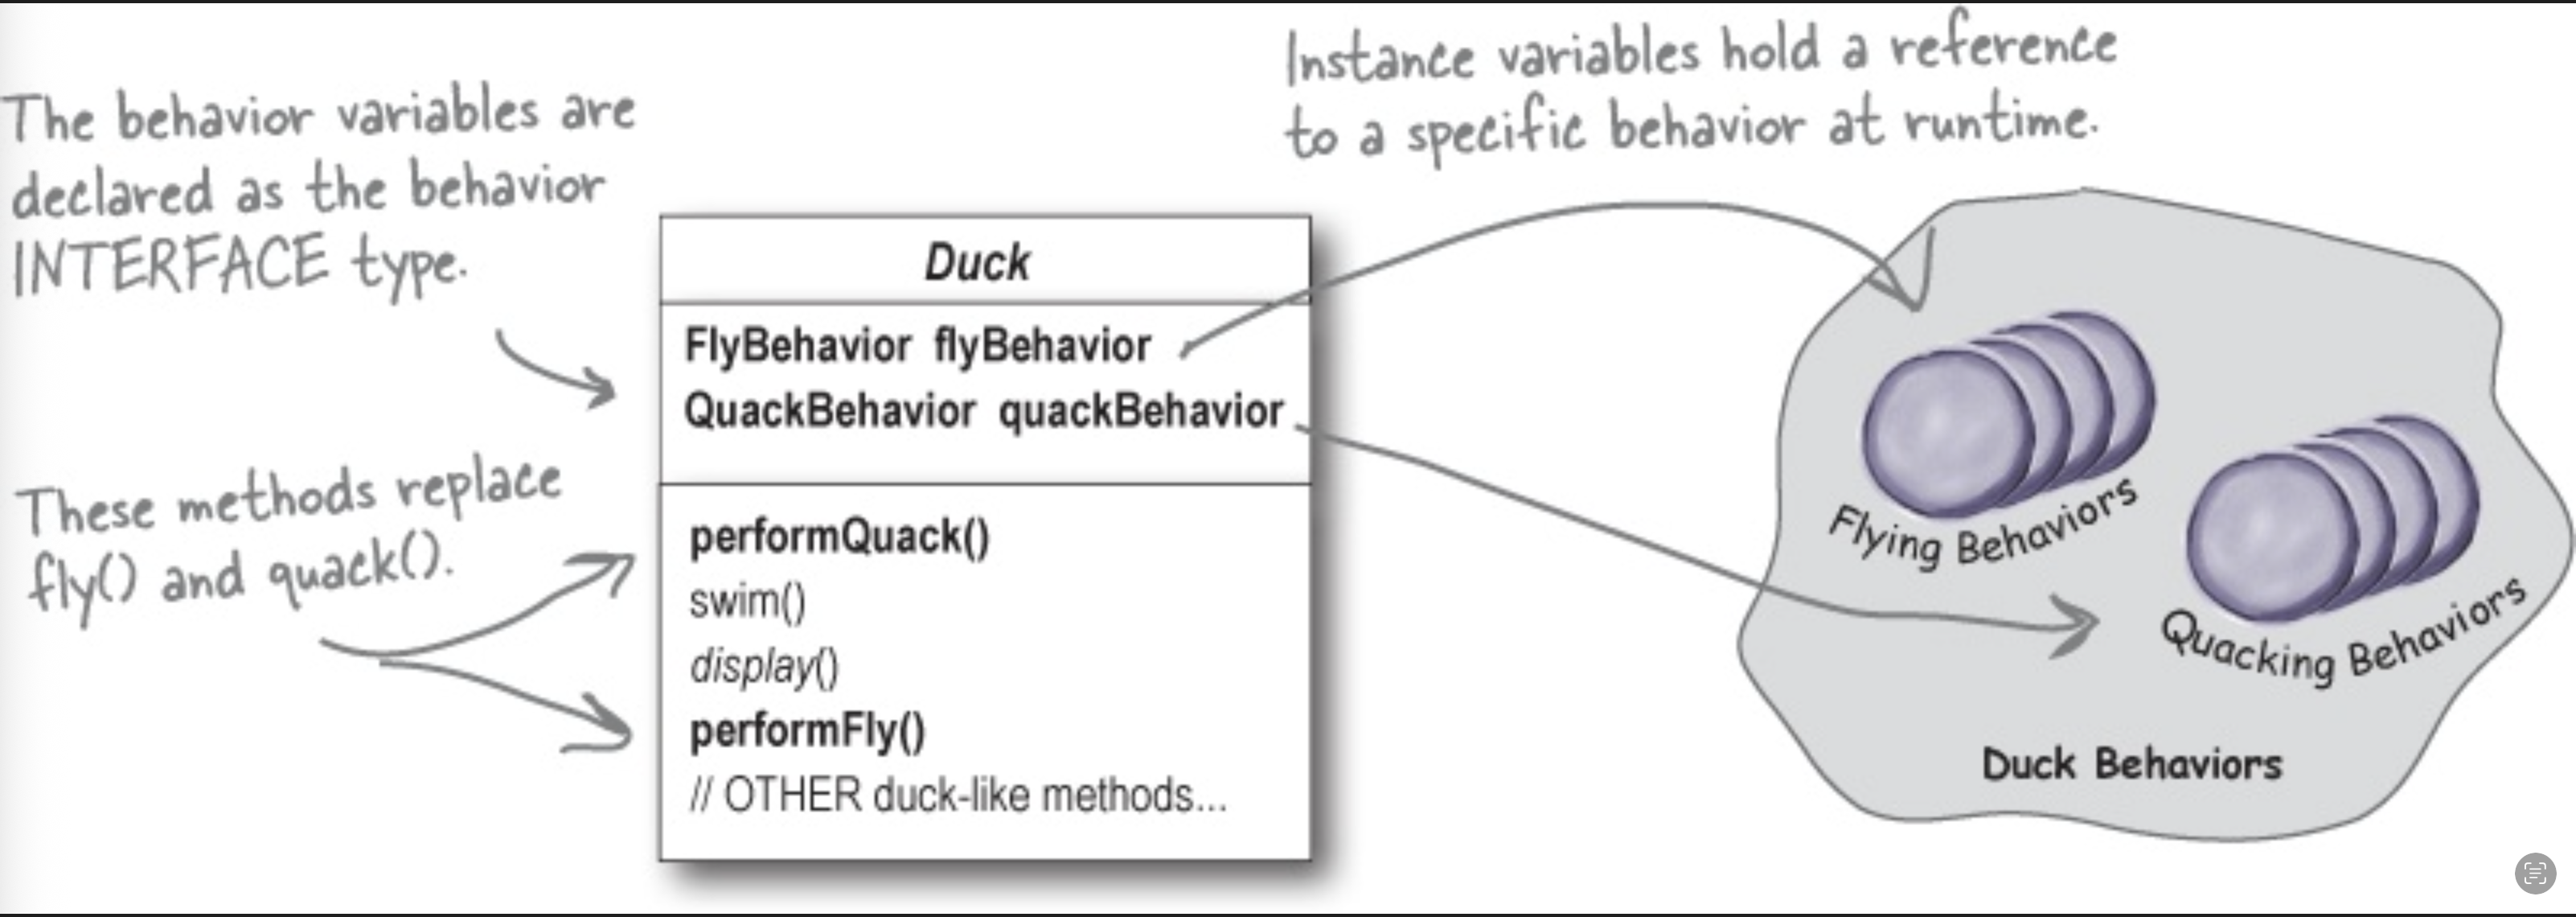 The behavior variables are
declared as the behavior
INTERFACE type.
These methods replace
fly() and quack().
Instance variables hold a reference
to a specific behavior at runtime.
Duck
FlyBehavior flyBehavior
QuackBehavior quackBehavior
performQuack()
swim()
display()
performFly()
// OTHER duck-like methods...
Flying Behaviors
Quacking Behaviors
Duck Behaviors